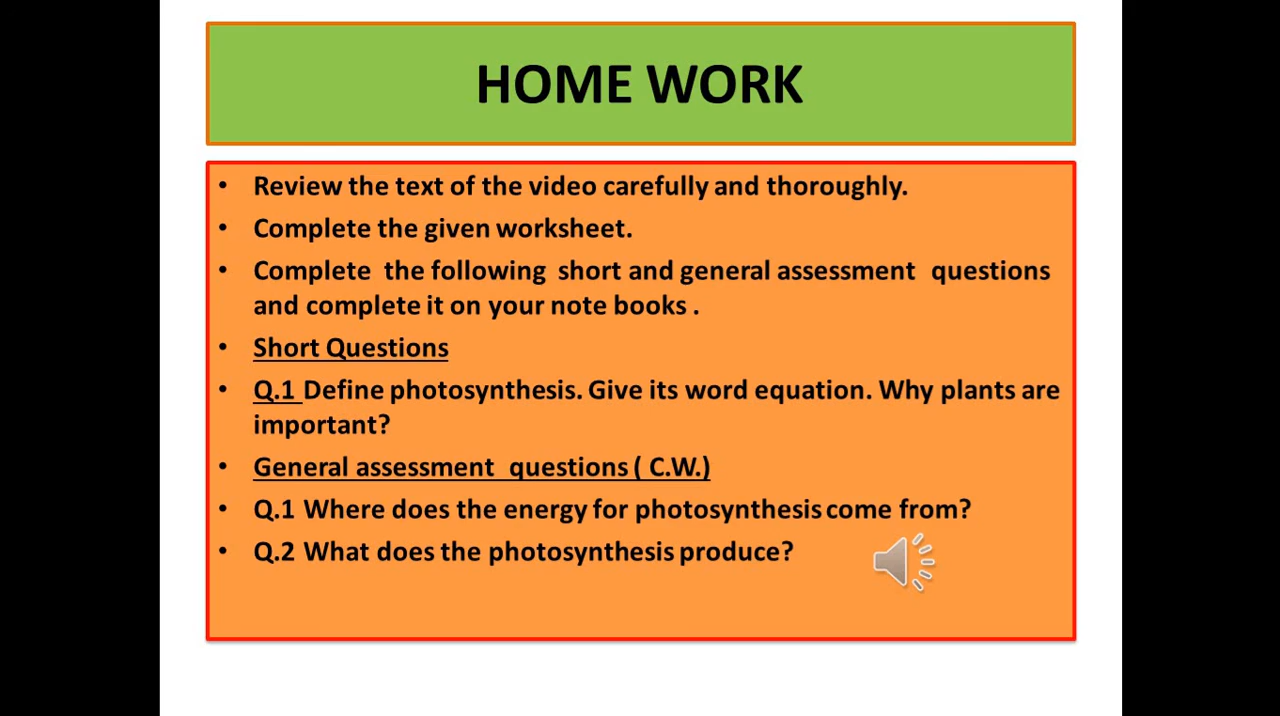 HOME WORK
• Review the text of the video carefully and thoroughly.
• Complete the given worksheet.
• Complete the following short and general assessment questions
and complete it on your note books .
• Short Questions
• Q.1 Define photosynthesis. Give its word equation. Why plants are
important?
• General assessment questions ( C.W.)
• Q.1 Where does the energy for photosynthesis come from?
• Q.2 What does the photosynthesis produce?